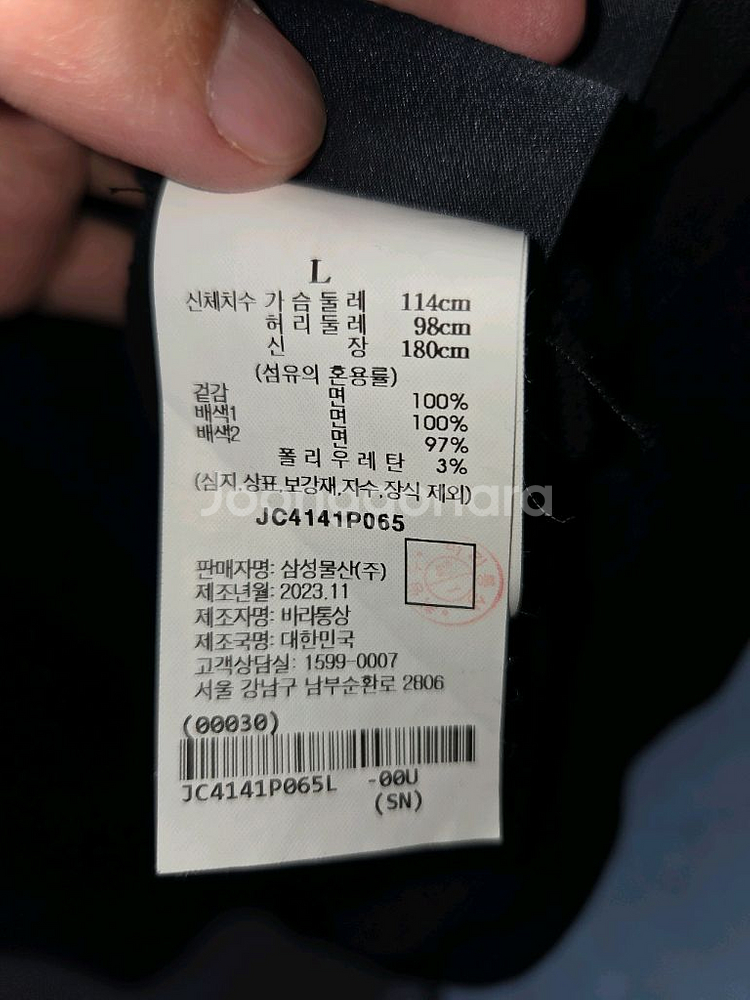 L
신체치수 가 슴 둘 레 114cm
허 리 둘 레 98cm
신 장 180cm
(섬유의 혼용률)
겉감 면 100%
배색1 면 100%
배색2 면 97%
폴 리 우 레 탄 3%
(심지,상표,보강재,자수,장식 제외)
Joonggonara
JC4141P065
판매자명: 삼성물산(주)
제조년월: 2023.11
제조자명: 바라통상
제조국명: 대한민국
고객상담실: 1599-0007
서울 강남구 남부순환로 2806
(00030)
JC4141P065L -00U
(SN)